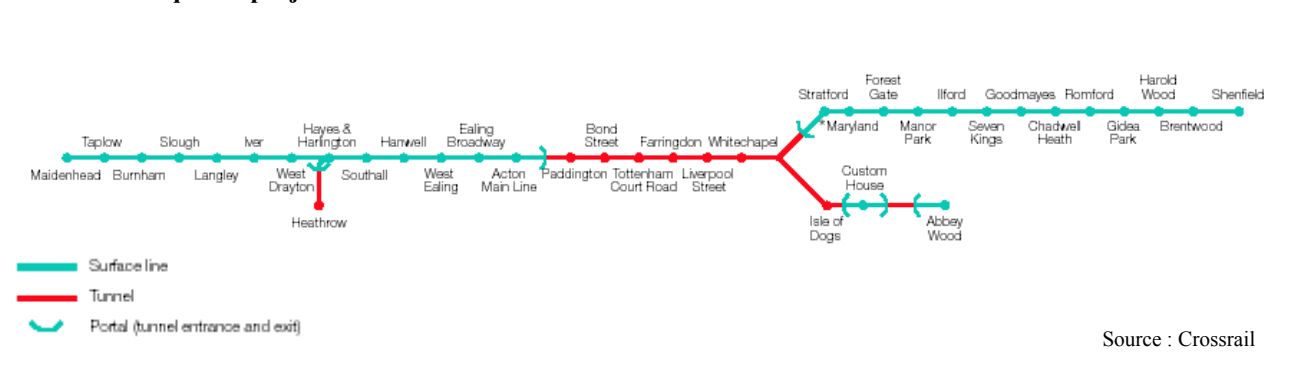 Forest
Gate
Harold
Wood
Stratford
Ilford
Goodmayes
Romford
Shenfield
*Maryland
Manor
Park
Seven
Kings
Chadwell
Heath
Gidea
Park
Brentwood
Taplow
Slough
Iver
Hayes &
Harlington
Hanwell
Ealing
Broadway
Bond
Street
Farringdon
Whitechapel
Maidenhead
Burnham
Langley
West
Drayton
Southall
West
Ealing
Acton
Main Line
Paddington
Tottenham
Court Road
Liverpool
Street
Custom
House
Heathrow
Isle of
Dogs
Abbey
Wood
Surface line
Tunnel
Portal (tunnel entrance and exit)
Source : Crossrail